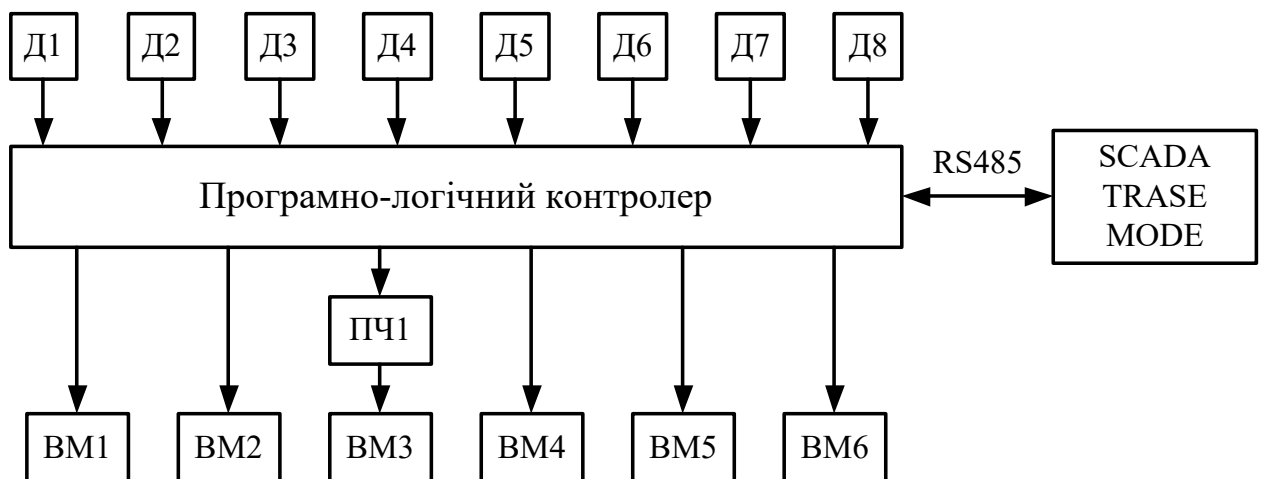 Д1 Д2 Д3 Д4 Д5 Д6 Д7 Д8
Програмно-логічний контролер
RS485
SCADA
TRASE
MODE
ПЧ1
ВМ1 ВМ2 ВМ3 ВМ4 ВМ5 ВМ6